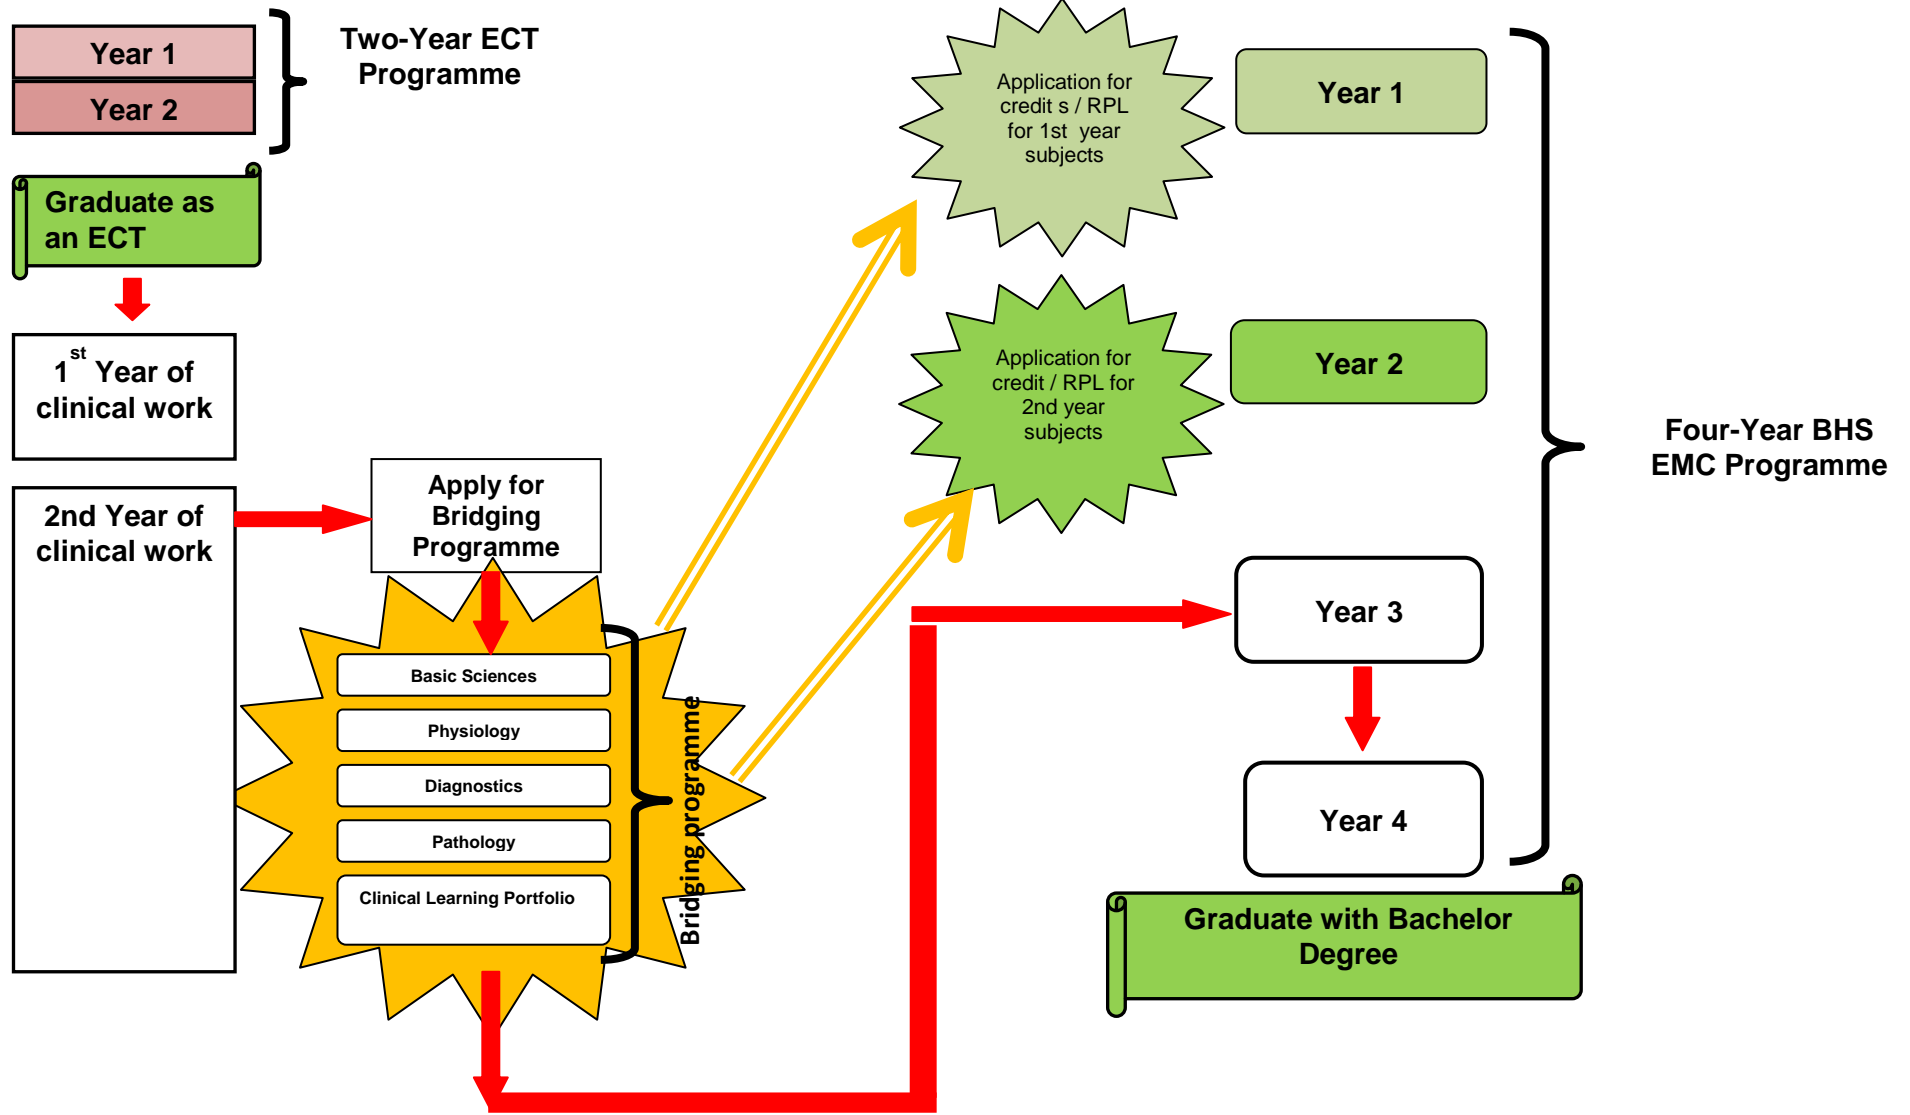 Year 1
Year 2
Two-Year ECT
Programme
Graduate as
an ECT
1st Year of
clinical work
2nd Year of
clinical work
Apply for
Bridging
Programme
Basic Sciences
Physiology
Diagnostics
Pathology
Clinical Learning Portfolio
Bridging programme
Application for
credit s / RPL
for 1st year
subjects
Year 1
Application for
credit / RPL for
2nd year
subjects
Year 2
Year 3
Year 4
Four-Year BHS
EMC Programme
Graduate with Bachelor
Degree